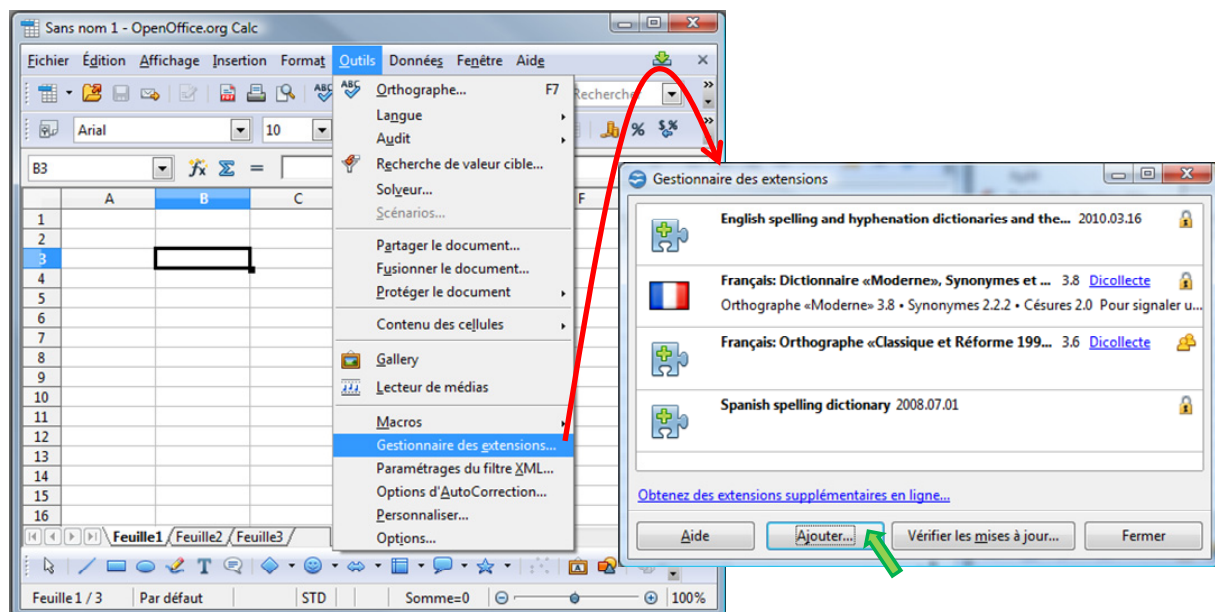 Sans nom 1 - OpenOffice.org Calc
Fichier Édition Affichage Insertion Format Outils Données Fenêtre Aide
ABC
Recherche
Arial 10 % $%
B3 fx Σ =
A B C F
1
2
3
4
5
6
7
8
9
10
11
12
13
14
15
16
ABC Orthographe... F7
Langue
Audit
Recherche de valeur cible...
Solveur...
Scénarios...
Partager le document...
Fusionner le document...
Protéger le document
Contenu des cellules
Gallery
Lecteur de médias
Macros
Gestionnaire des extensions...
Paramétrages du filtre XML...
Options d'AutoCorrection...
Personnaliser...
Options...
Feuille1 Feuille2 Feuille3
T
Feuille 1 / 3 Par défaut STD Somme=0 100%
Gestionnaire des extensions
English spelling and hyphenation dictionaries and the... 2010.03.16
Français: Dictionnaire «Moderne», Synonymes et ... 3.8 Dicollecte
Orthographe «Moderne» 3.8 • Synonymes 2.2.2 • Césures 2.0 Pour signaler u...
Français: Orthographe «Classique et Réforme 199... 3.6 Dicollecte
Spanish spelling dictionary 2008.07.01
Obtenez des extensions supplémentaires en ligne...
Aide Ajouter... Vérifier les mises à jour... Fermer